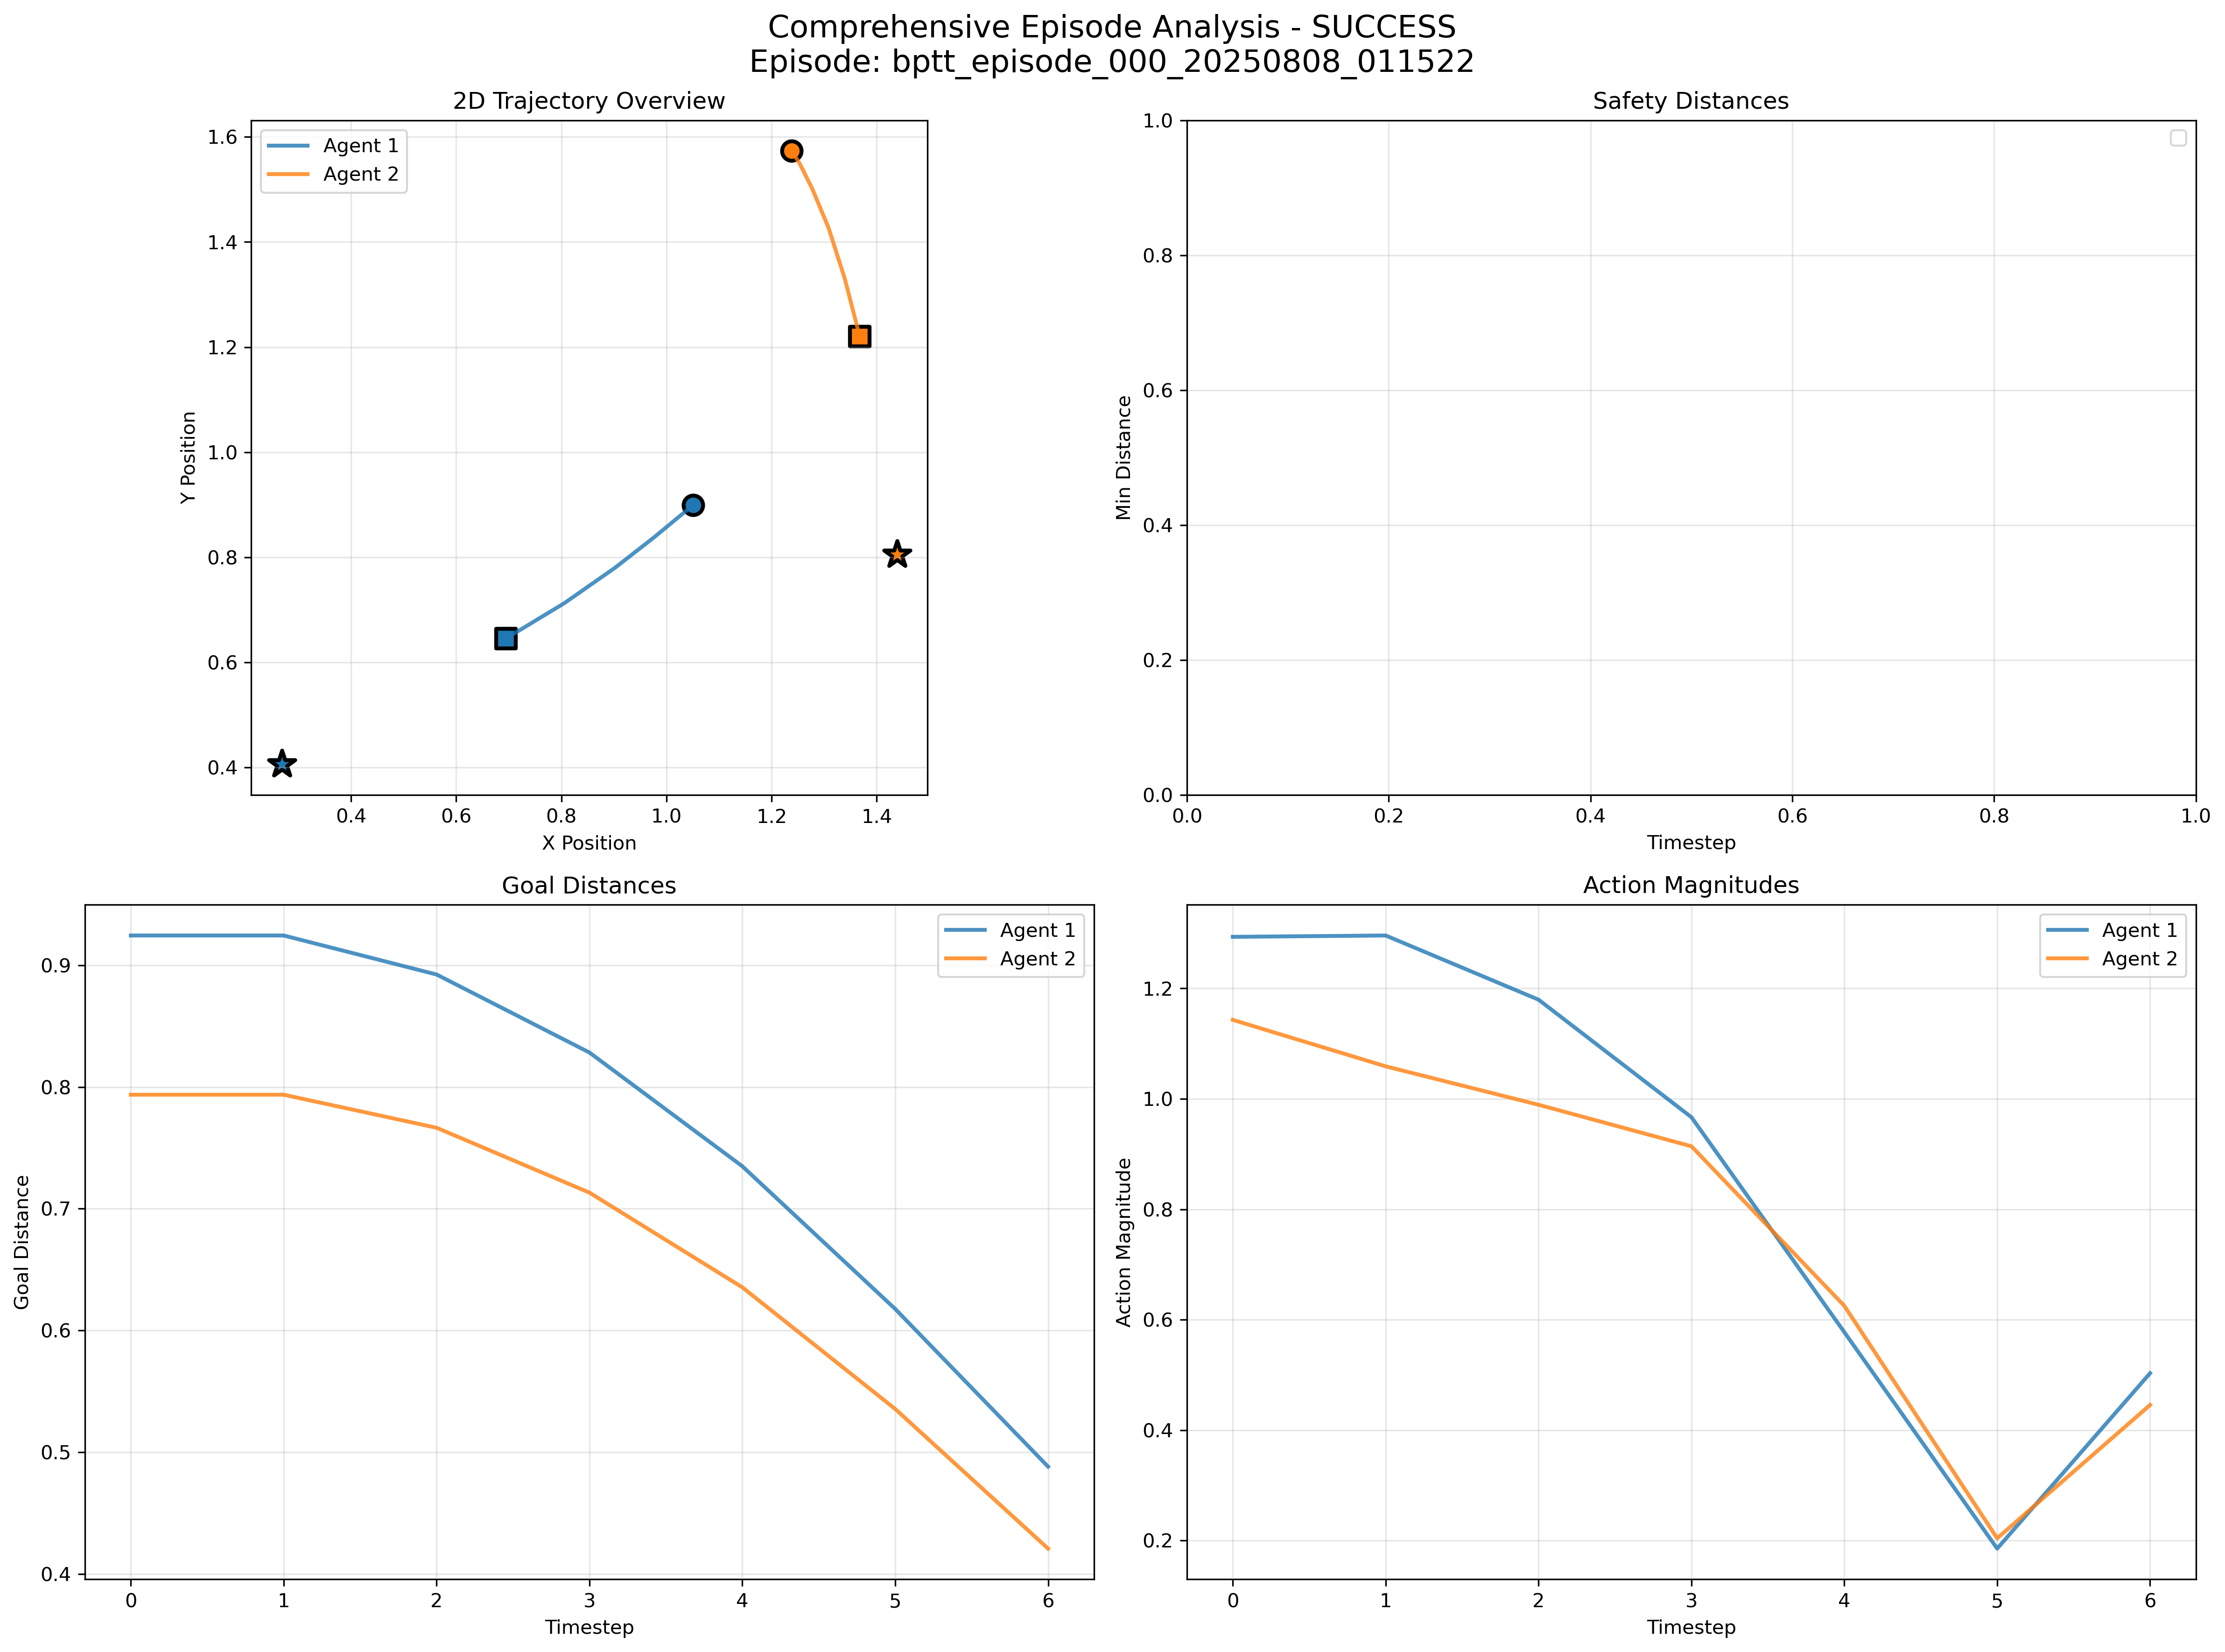 Comprehensive Episode Analysis - SUCCESS
Episode: bptt_episode_000_20250808_011522
2D Trajectory Overview
Agent 1
Agent 2
Y Position
1.6
1.4
1.2
1.0
0.8
0.6
0.4
0.4 0.6 0.8 1.0 1.2 1.4
X Position
Safety Distances
Min Distance
1.0
0.8
0.6
0.4
0.2
0.0
0.0 0.2 0.4 0.6 0.8 1.0
Timestep
Goal Distances
Agent 1
Agent 2
Goal Distance
0.9
0.8
0.7
0.6
0.5
0.4
0 1 2 3 4 5 6
Timestep
Action Magnitudes
Agent 1
Agent 2
Action Magnitude
1.2
1.0
0.8
0.6
0.4
0.2
0 1 2 3 4 5 6
Timestep